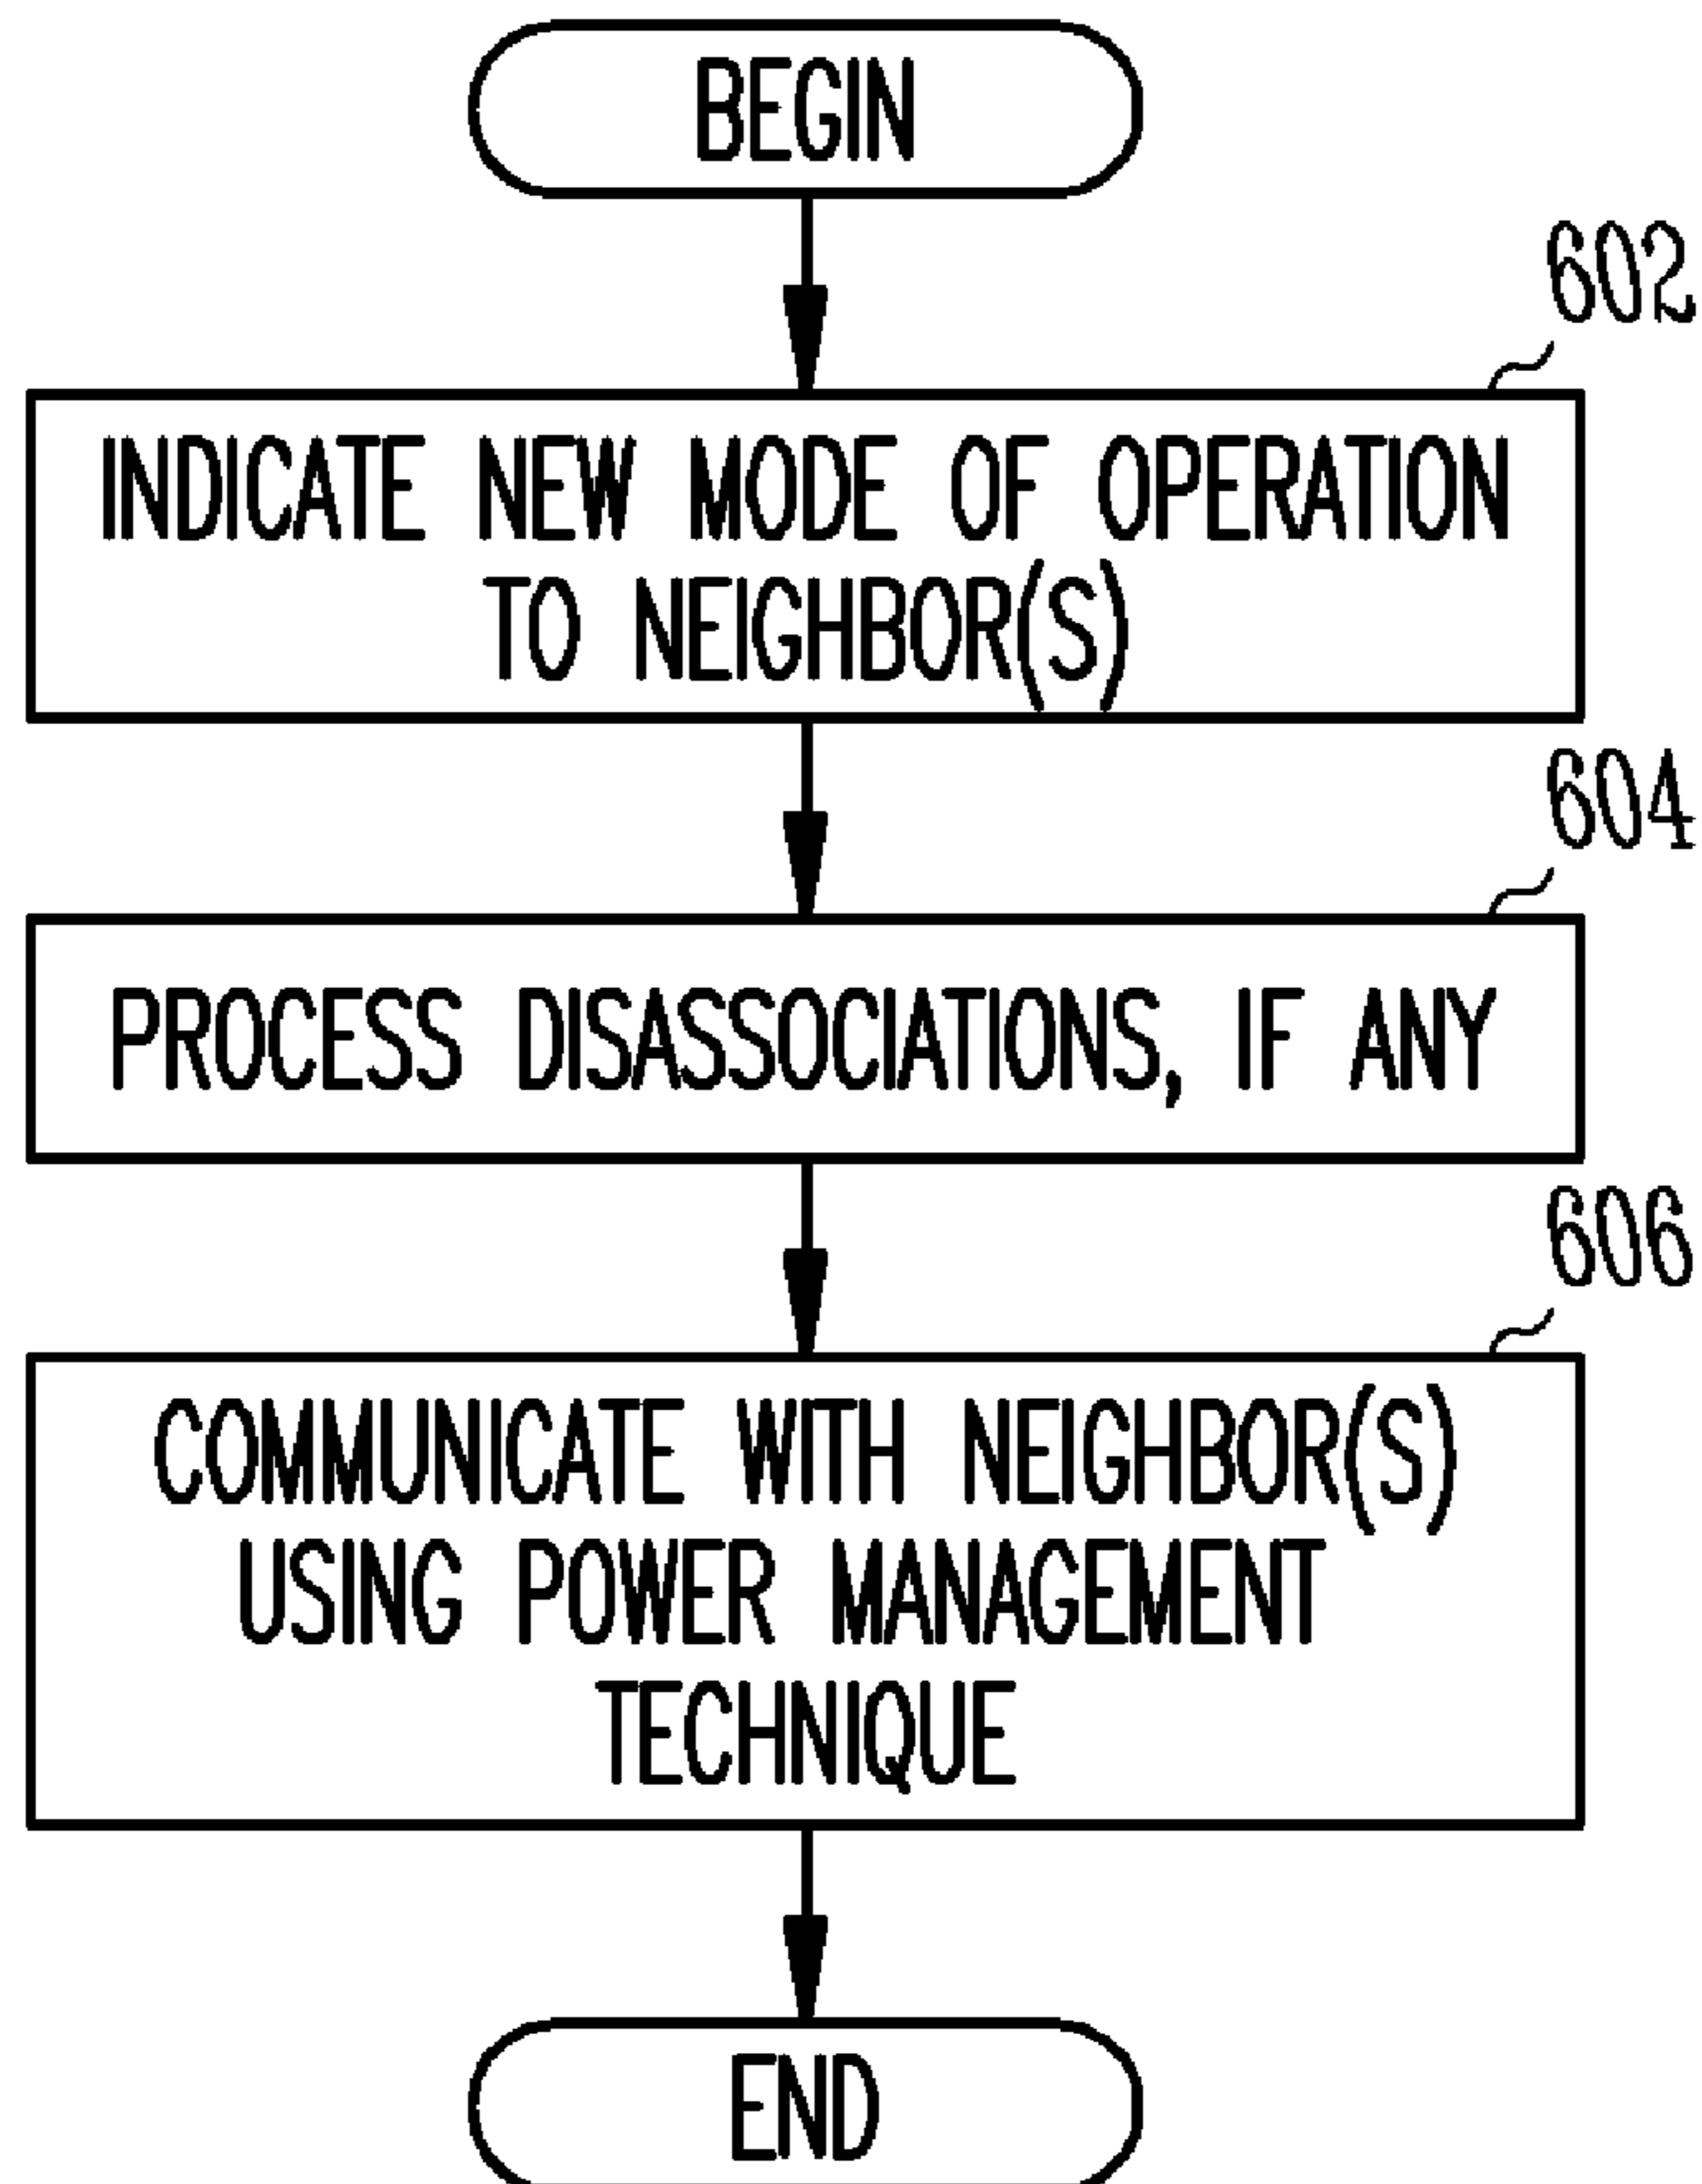 BEGIN
602
INDICATE NEW MODE OF OPERATION
TO NEIGHBOR(S)
604
PROCESS DISASSOCIATIONS, IF ANY
606
COMMUNICATE WITH NEIGHBOR(S)
USING POWER MANAGEMENT
TECHNIQUE
END